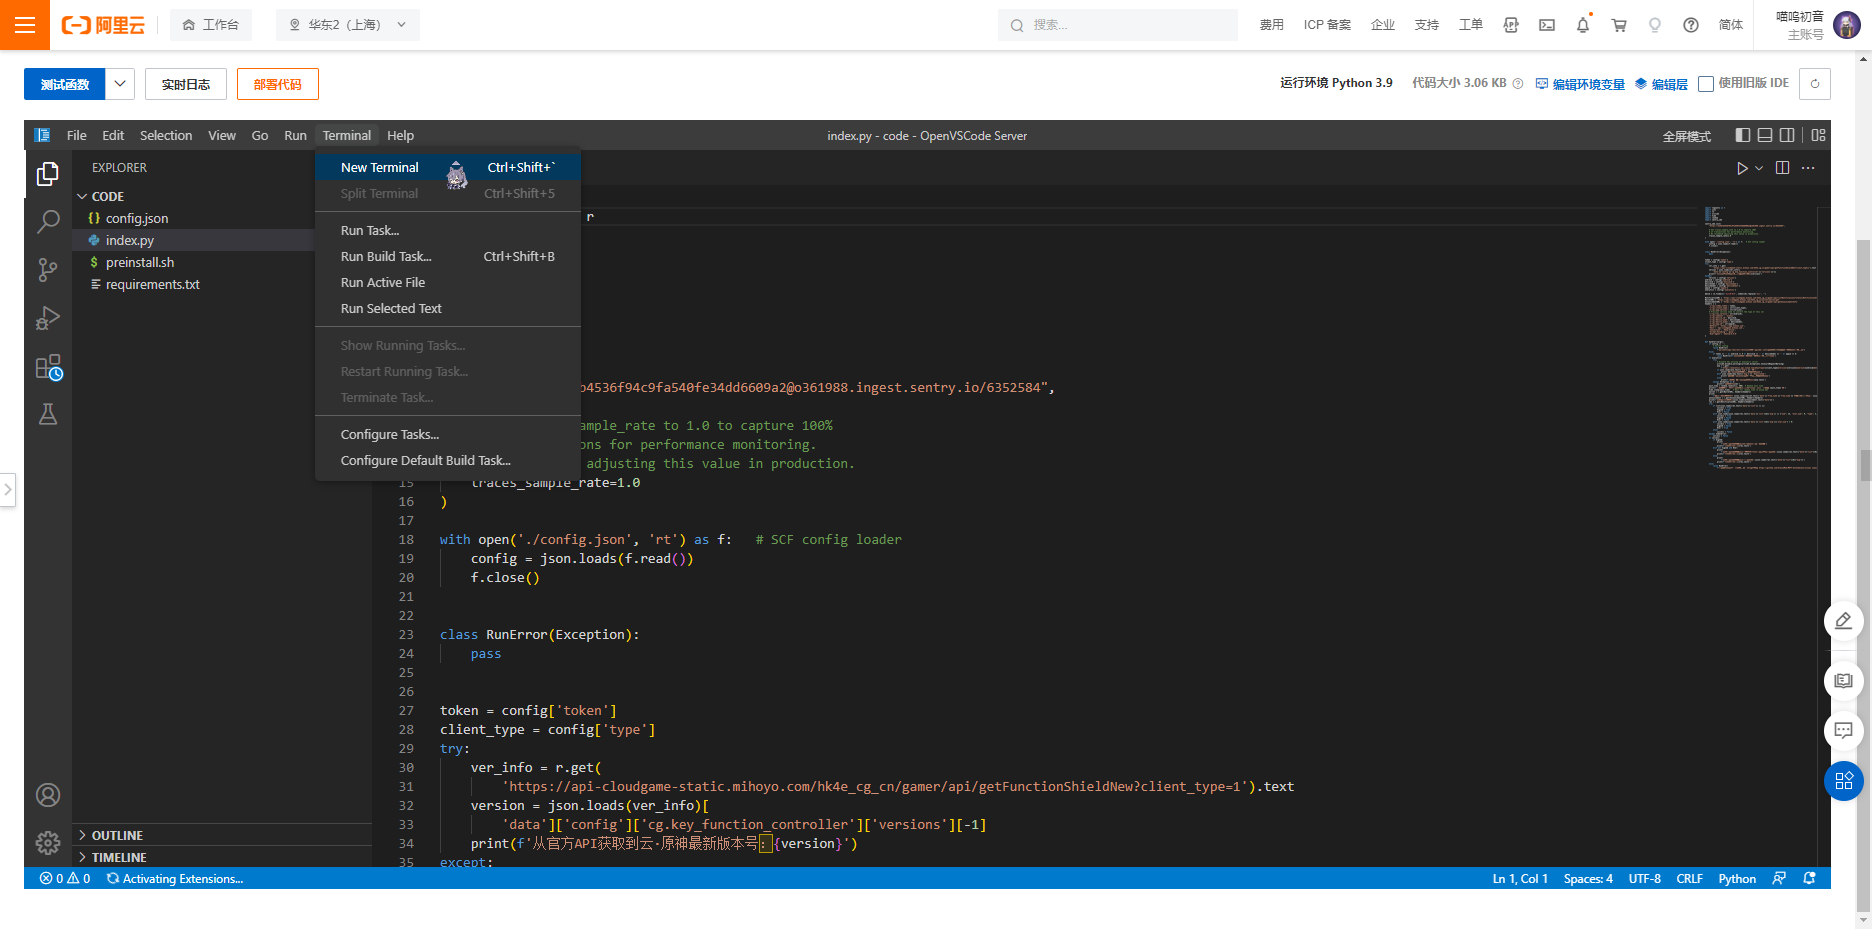 阿里云
工作台
华东2（上海）
搜索...
费用
ICP 备案
企业
支持
工单
简体
喵呜初音
主账号
测试函数
实时日志
部署代码
运行环境 Python 3.9
代码大小 3.06 KB
编辑环境变量
编辑层
使用旧版 IDE
File Edit Selection View Go Run Terminal Help
index.py - code - OpenVSCode Server
全屏模式
EXPLORER
CODE
config.json
index.py
preinstall.sh
requirements.txt
OUTLINE
TIMELINE
New Terminal Ctrl+Shift+`
Split Terminal Ctrl+Shift+5
Run Task...
Run Build Task... Ctrl+Shift+B
Run Active File
Run Selected Text
Show Running Tasks...
Restart Running Task...
Terminate Task...
Configure Tasks...
Configure Default Build Task...
r
4536f94c9fa540fe34dd6609a2@o361988.ingest.sentry.io/6352584",
ample_rate to 1.0 to capture 100%
ons for performance monitoring.
adjusting this value in production.
15 traces_sample_rate=1.0
16 )
17
18 with open('./config.json', 'rt') as f:   # SCF config loader
19 config = json.loads(f.read())
20 f.close()
21
22
23 class RunError(Exception):
24 pass
25
26
27 token = config['token']
28 client_type = config['type']
29 try:
30 ver_info = r.get(
31 'https://api-cloudgame-static.mihoyo.com/hk4e_cg_cn/gamer/api/getFunctionShieldNew?client_type=1').text
32 version = json.loads(ver_info)[
33 'data']['config']['cg.key_function_controller']['versions'][-1]
34 print(f'从官方API获取到云·原神最新版本号：{version}')
35 except:
0 0 Activating Extensions...
Ln 1, Col 1 Spaces: 4 UTF-8 CRLF Python